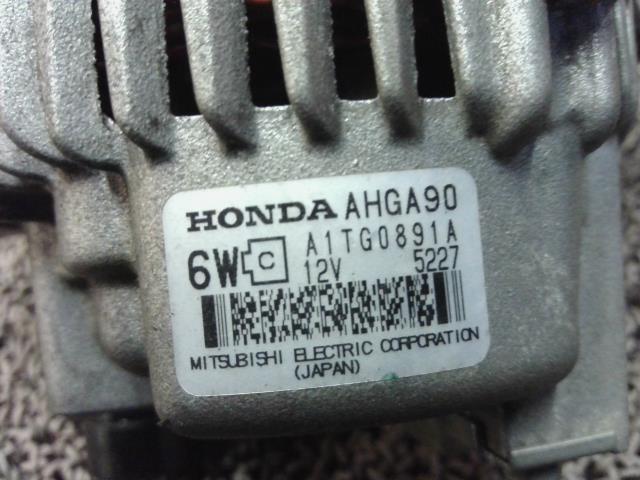 HONDA AHGA90
6W C A1TG0891A
12V 5227
MITSUBISHI ELECTRIC CORPORATION
(JAPAN)